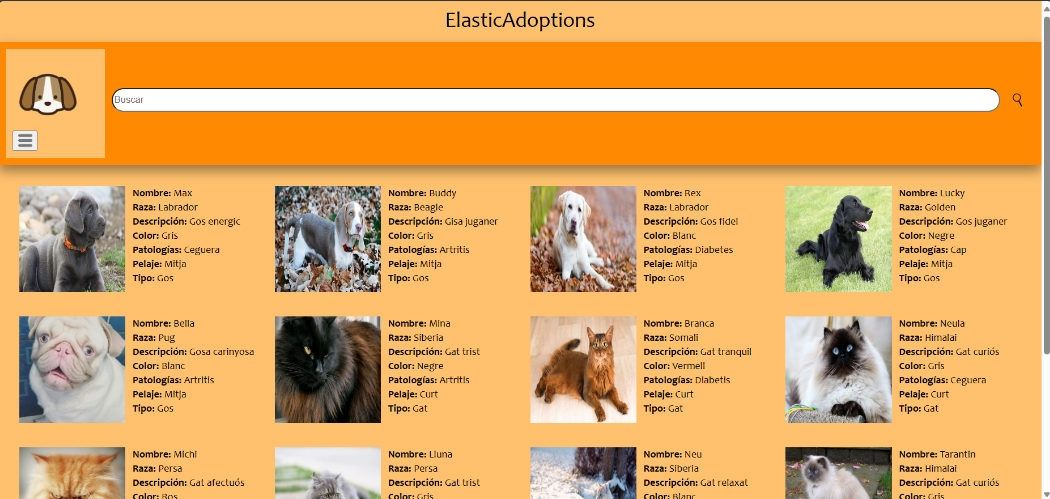 ElasticAdoptions
Buscar
Nombre: Max
Raza: Labrador
Descripción: Gos energic
Color: Gris
Patologías: Ceguera
Pelaje: Mitja
Tipo: Gos
Nombre: Buddy
Raza: Beagle
Descripción: Gisa juganer
Color: Gris
Patologías: Artritis
Pelaje: Mitja
Tipo: Gos
Nombre: Rex
Raza: Labrador
Descripción: Gos fidel
Color: Blanc
Patologías: Diabetes
Pelaje: Mitja
Tipo: Gos
Nombre: Lucky
Raza: Golden
Descripción: Gos juganer
Color: Negre
Patologías: Cap
Pelaje: Mitja
Tipo: Gos
Nombre: Bella
Raza: Pug
Descripción: Gosa carinyosa
Color: Blanc
Patologías: Artritis
Pelaje: Mitja
Tipo: Gos
Nombre: Mina
Raza: Siberia
Descripción: Gat trist
Color: Negre
Patologías: Artritis
Pelaje: Curt
Tipo: Gat
Nombre: Branca
Raza: Somali
Descripción: Gat tranquil
Color: Vermell
Patologías: Diabetis
Pelaje: Curt
Tipo: Gat
Nombre: Neula
Raza: Himalai
Descripción: Gat curiós
Color: Gris
Patologías: Ceguera
Pelaje: Curt
Tipo: Gat
Nombre: Michi
Raza: Persa
Descripción: Gat afectuós
Color: Ros
Nombre: Lluna
Raza: Persa
Descripción: Gat trist
Color: Gris
Nombre: Neu
Raza: Siberia
Descripción: Gat relaxat
Color: Blanc
Nombre: Tarantin
Raza: Himalai
Descripción: Gat curiós
Color: Gris